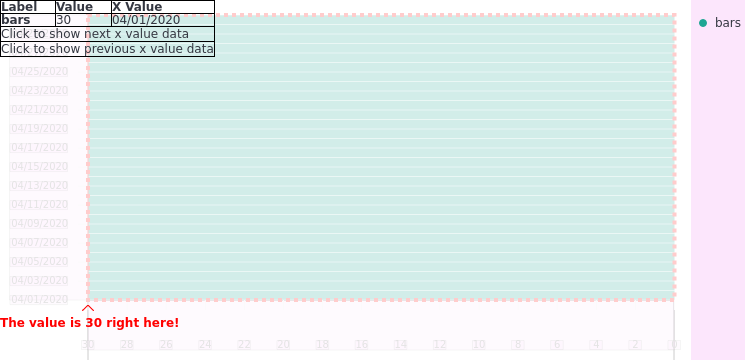 Label Value X Value
bars 30 04/01/2020
Click to show next x value data
Click to show previous x value data
bars
04/25/2020
04/23/2020
04/21/2020
04/19/2020
04/17/2020
04/15/2020
04/13/2020
04/11/2020
04/09/2020
04/07/2020
04/05/2020
04/03/2020
04/01/2020
The value is 30 right here!
30 28 26 24 22 20 18 16 14 12 10 8 6 4 2 0